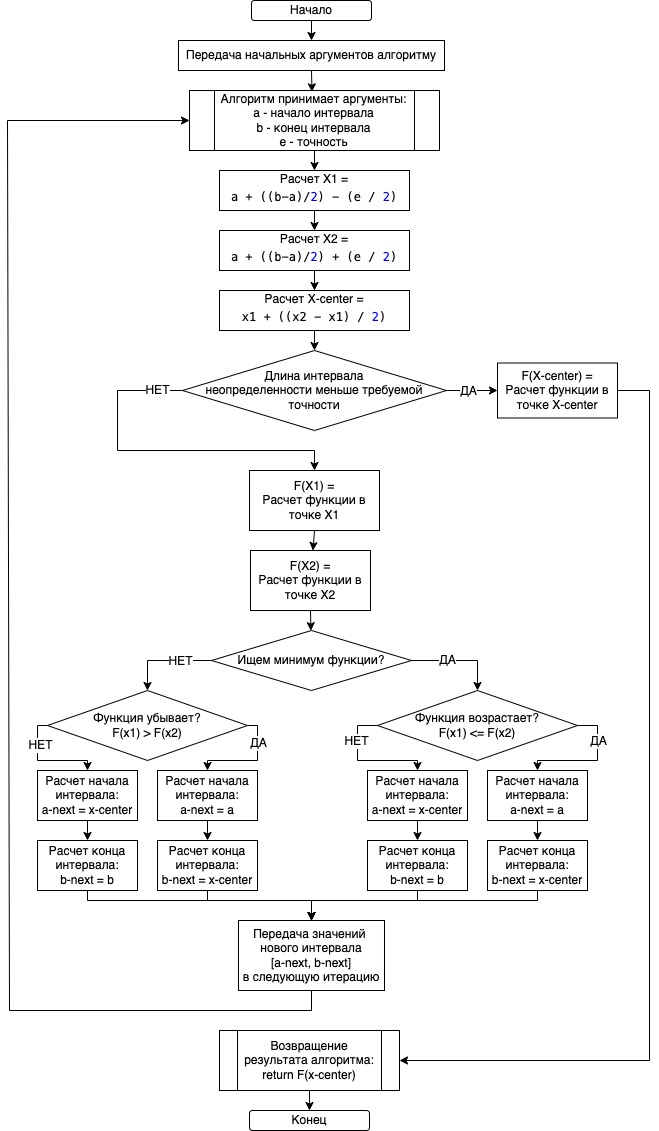 Начало
Передача начальных аргументов алгоритму
Алгоритм принимает аргументы:
a - начало интервала
b - конец интервала
e - точность
Расчет X1 =
a + ((b−a)/2) − (e / 2)
Расчет X2 =
a + ((b−a)/2) + (e / 2)
Расчет X-center =
x1 + ((x2 − x1) / 2)
Длина интервала
неопределенности меньше требуемой
точности
НЕТ
ДА
F(X-center) =
Расчет функции в
точке X-center
F(X1) =
Расчет функции в
точке X1
F(X2) =
Расчет функции в
точке X2
Ищем минимум функции?
НЕТ
ДА
Функция убывает?
F(x1) > F(x2)
НЕТ
ДА
Функция возрастает?
F(x1) <= F(x2)
НЕТ
ДА
Расчет начала
интервала:
a-next = x-center
Расчет начала
интервала:
a-next = a
Расчет начала
интервала:
a-next = x-center
Расчет начала
интервала:
a-next = a
Расчет конца
интервала:
b-next = b
Расчет конца
интервала:
b-next = x-center
Расчет конца
интервала:
b-next = b
Расчет конца
интервала:
b-next = x-center
Передача значений
нового интервала
[a-next, b-next]
в следующую итерацию
Возвращение
результата алгоритма:
return F(x-center)
Конец